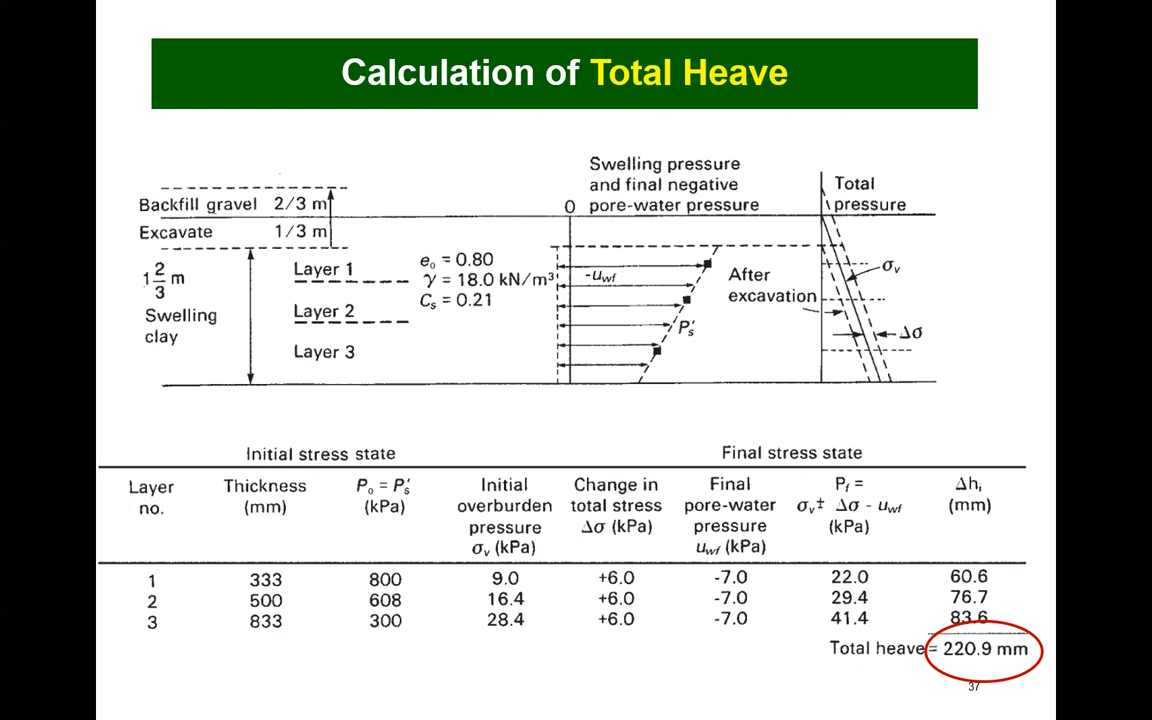 Calculation of Total Heave
Swelling pressure
and final negative
pore-water pressure
0
Total
pressure
Backfill gravel 2/3 m
Excavate 1/3 m
1 2/3 m
Swelling
clay
Layer 1
Layer 2
Layer 3
eₒ = 0.80
γ = 18.0 kN/m³
Cₛ = 0.21
-u_wf
P'ₛ
After
excavation
σᵥ
Δσ
Initial stress state
Final stress state
Layer no. Thickness (mm) Pₒ = P'ₛ (kPa) Initial overburden pressure σᵥ (kPa) Change in total stress Δσ (kPa) Final pore-water pressure u_wf (kPa) P_f = σᵥ ± Δσ - u_wf (kPa) Δhᵢ (mm)
1 333 800 9.0 +6.0 -7.0 22.0 60.6
2 500 608 16.4 +6.0 -7.0 29.4 76.7
3 833 300 28.4 +6.0 -7.0 41.4 83.6
Total heave = 220.9 mm
37